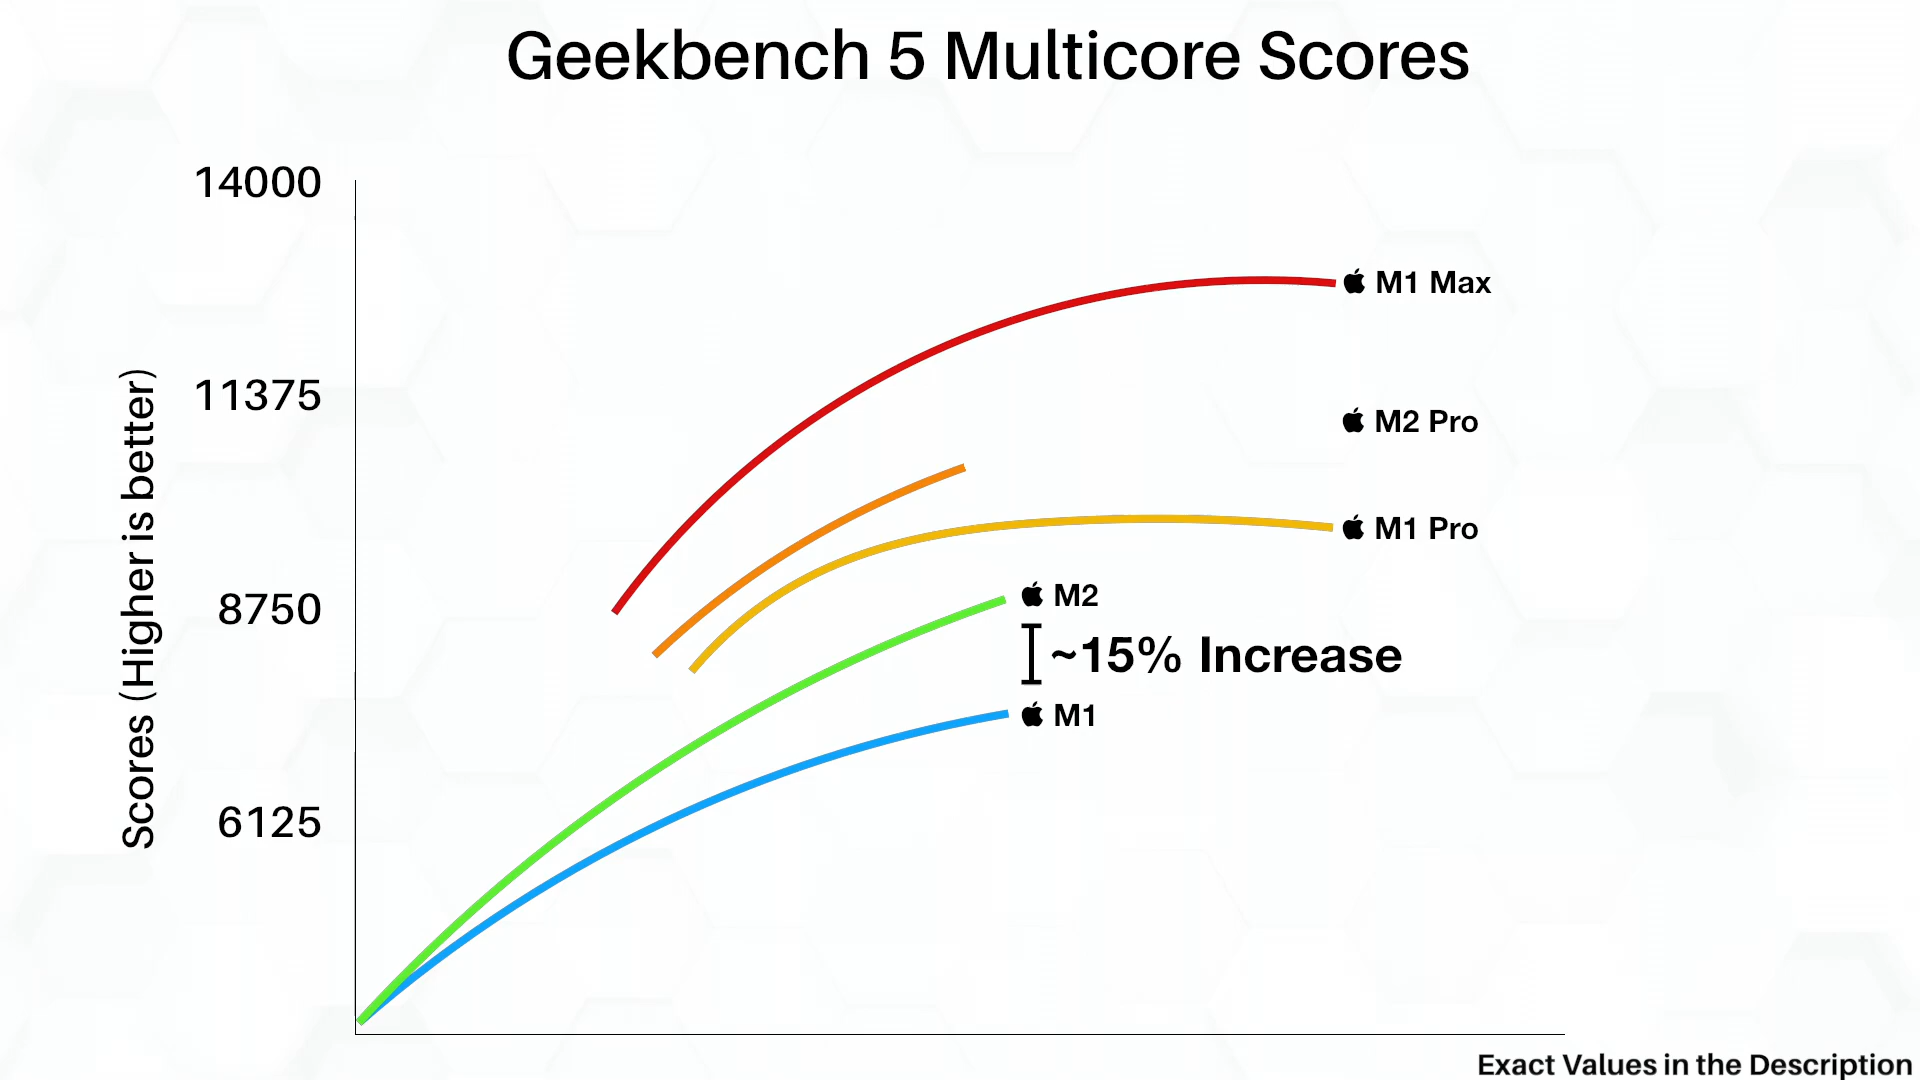 Geekbench 5 Multicore Scores
14000
11375
8750
6125
Scores (Higher is better)
M1 Max
M2 Pro
M1 Pro
M2
~15% Increase
M1
Exact Values in the Description